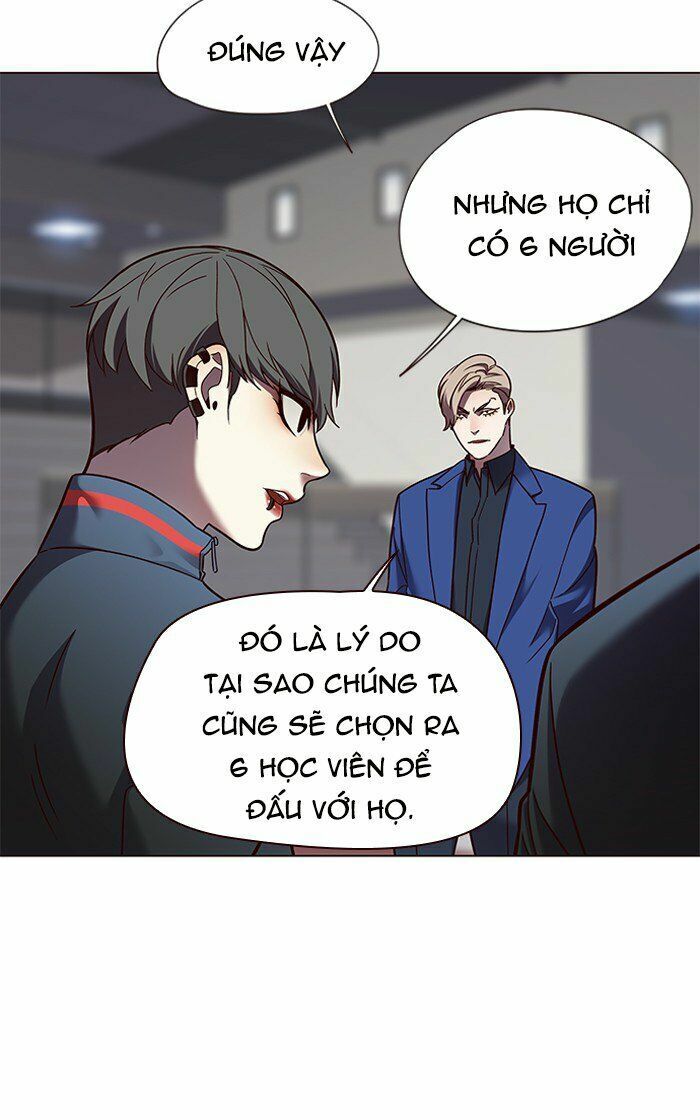 ĐÚNG VẬY
NHƯNG HỌ CHỈ
CÓ 6 NGƯỜI
ĐÓ LÀ LÝ DO
TẠI SAO CHÚNG TA
CŨNG SẼ CHỌN RA
6 HỌC VIÊN ĐỂ
ĐẤU VỚI HỌ.